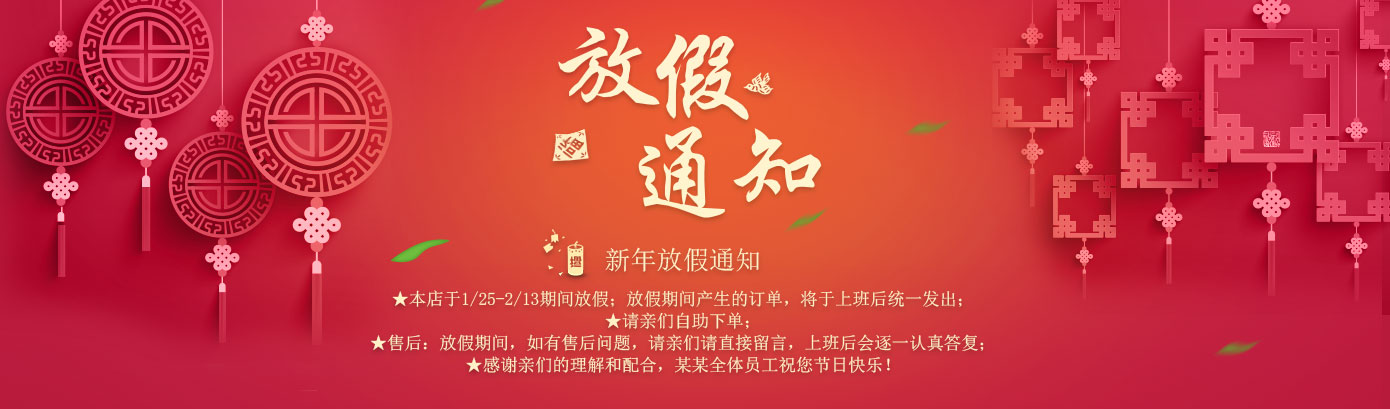 放假
通知
福
新年放假通知
★本店于1/25-2/13期间放假；放假期间产生的订单，将于上班后统一发出；
★请亲们自助下单；
★售后：放假期间，如有售后问题，请亲们直接留言，上班后会逐一认真答复；
★感谢亲们的理解和配合，某某全体员工祝您节日快乐！